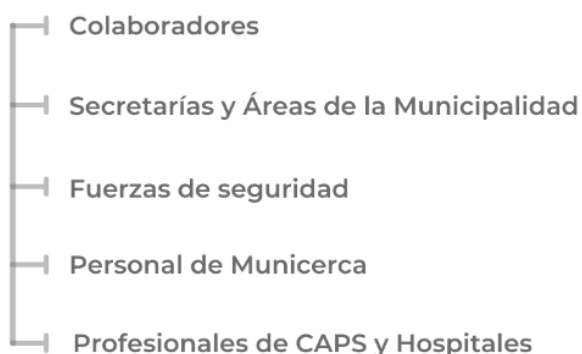 Colaboradores
Secretarías y Áreas de la Municipalidad
Fuerzas de seguridad
Personal de Municerca
Profesionales de CAPS y Hospitales